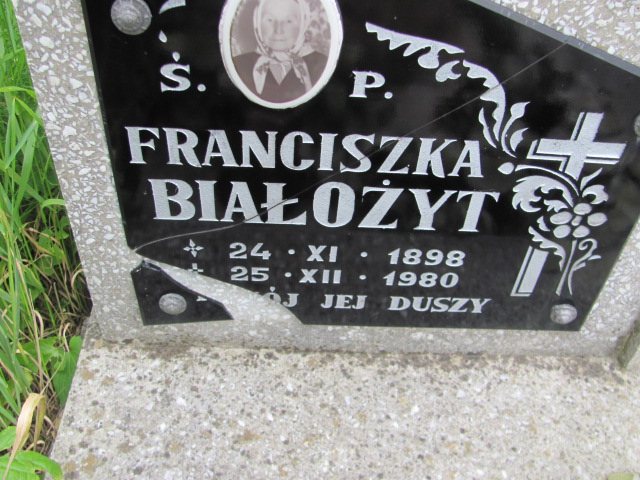 Ś. P.
FRANCISZKA
BIAŁOŻYT
24 · XI · 1898
25 · XII · 1980
JEJ DUSZY